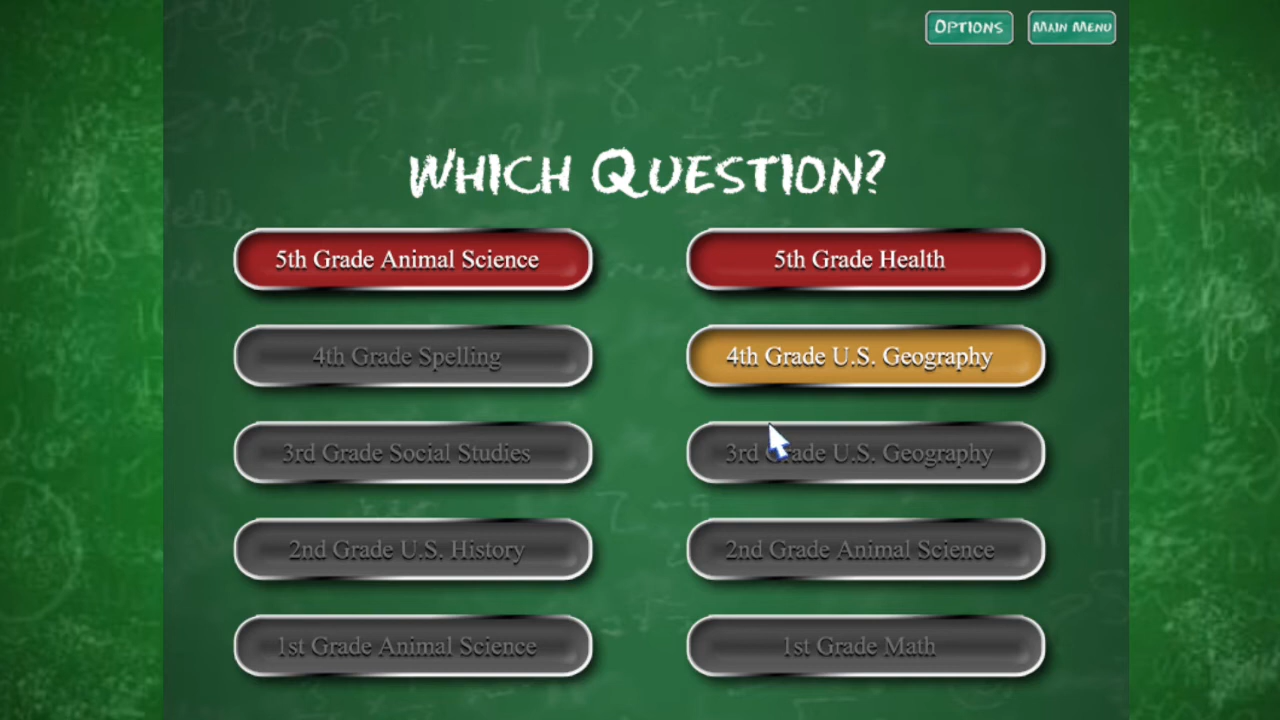 Options
Main Menu
Which Question?
5th Grade Animal Science
5th Grade Health
4th Grade Spelling
4th Grade U.S. Geography
3rd Grade Social Studies
3rd Grade U.S. Geography
2nd Grade U.S. History
2nd Grade Animal Science
1st Grade Animal Science
1st Grade Math